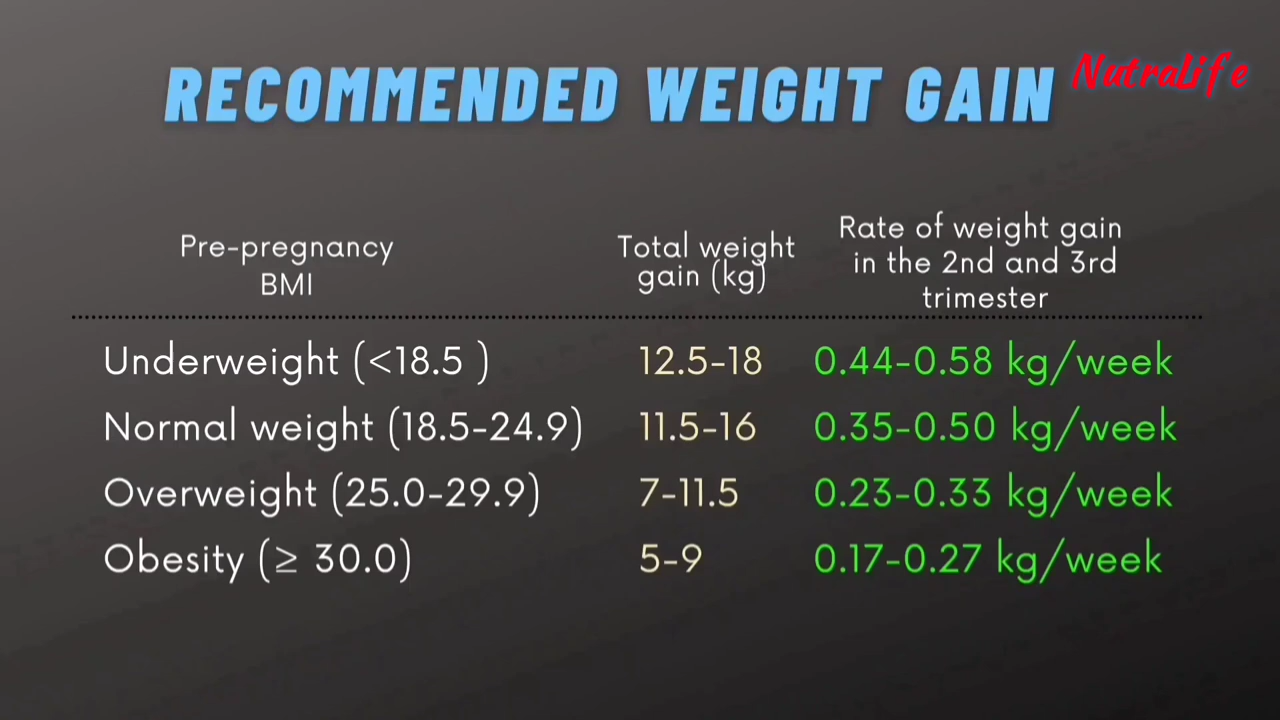 RECOMMENDED WEIGHT GAIN
NutraLife
Pre-pregnancy
BMI
Total weight
gain (kg)
Rate of weight gain
in the 2nd and 3rd
trimester
Underweight (<18.5 ) 12.5-18 0.44-0.58 kg/week
Normal weight (18.5-24.9) 11.5-16 0.35-0.50 kg/week
Overweight (25.0-29.9) 7-11.5 0.23-0.33 kg/week
Obesity (≥ 30.0) 5-9 0.17-0.27 kg/week